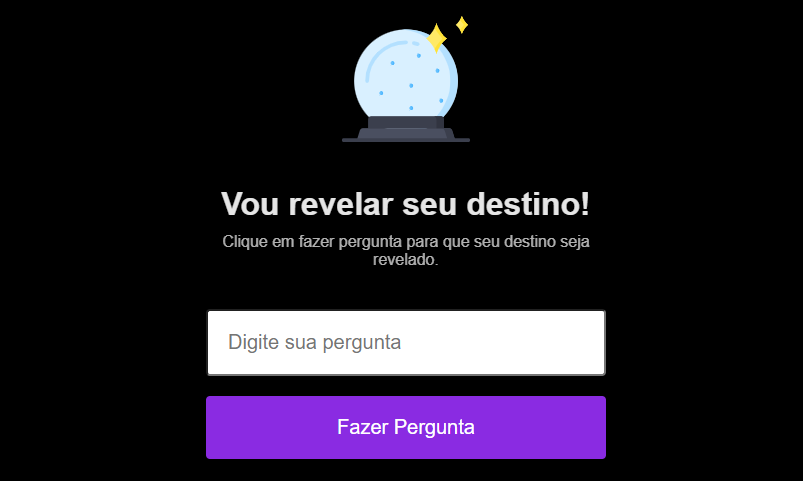 Vou revelar seu destino!
Clique em fazer pergunta para que seu destino seja
revelado.
Digite sua pergunta
Fazer Pergunta